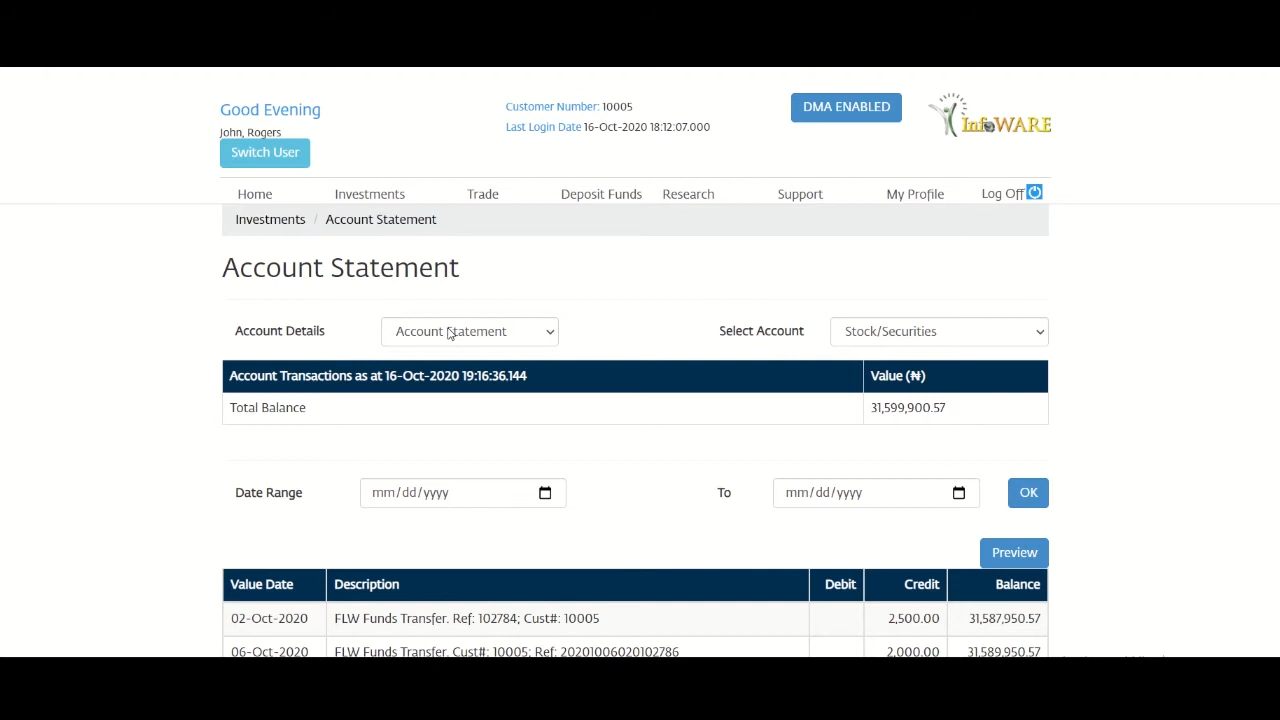 Good Evening
John, Rogers
Switch User
Customer Number: 10005
Last Login Date 16-Oct-2020 18:12:07.000
DMA ENABLED
InfoWARE
Home Investments Trade Deposit Funds Research Support My Profile Log Off
Investments / Account Statement
Account Statement
Account Details Account Statement Select Account Stock/Securities
Account Transactions as at 16-Oct-2020 19:16:36.144 Value (₦)
Total Balance 31,599,900.57
Date Range mm/dd/yyyy To mm/dd/yyyy OK
Preview
Value Date Description Debit Credit Balance
02-Oct-2020 FLW Funds Transfer. Ref: 102784; Cust#: 10005 2,500.00 31,587,950.57
06-Oct-2020 FLW Funds Transfer. Cust#: 10005; Ref: 20201006020102786 2,000.00 31,589,950.57